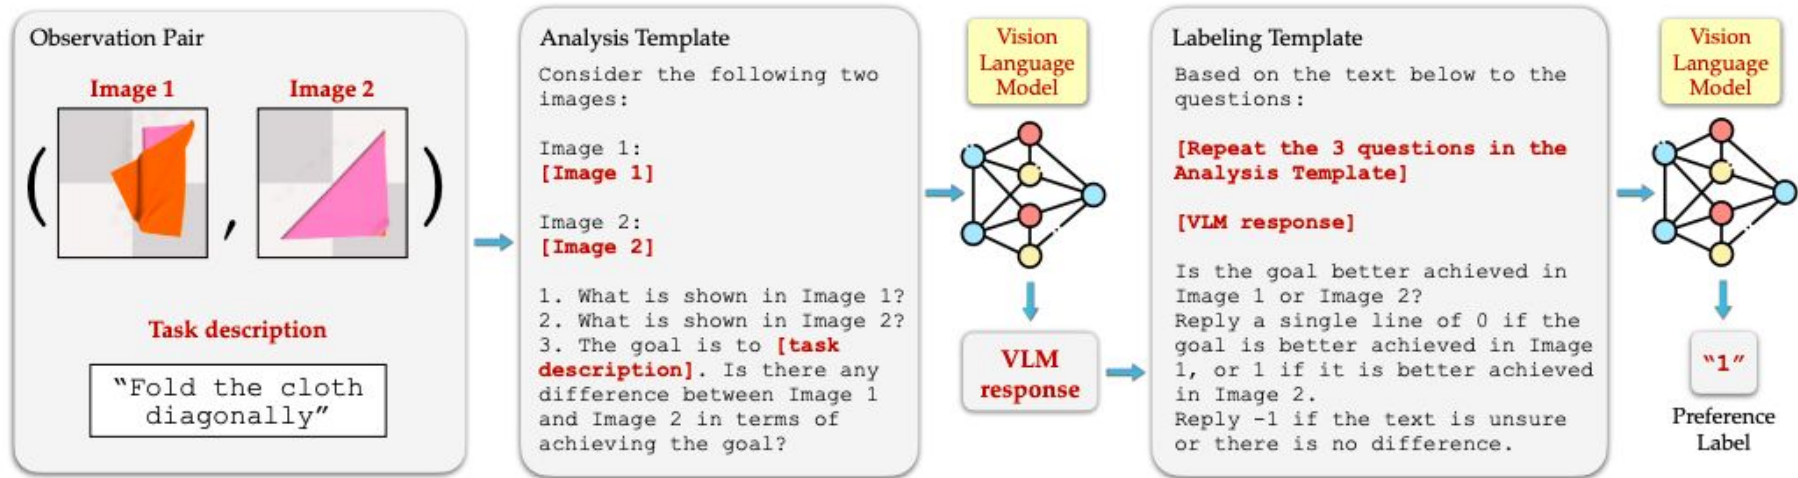 Observation Pair
Image 1
Image 2
( , )
Task description
“Fold the cloth
diagonally”
Analysis Template
Consider the following two
images:
Image 1:
[Image 1]
Image 2:
[Image 2]
1. What is shown in Image 1?
2. What is shown in Image 2?
3. The goal is to [task
description]. Is there any
difference between Image 1
and Image 2 in terms of
achieving the goal?
Vision
Language
Model
VLM
response
Labeling Template
Based on the text below to the
questions:
[Repeat the 3 questions in the
Analysis Template]
[VLM response]
Is the goal better achieved in
Image 1 or Image 2?
Reply a single line of 0 if the
goal is better achieved in Image
1, or 1 if it is better achieved
in Image 2.
Reply -1 if the text is unsure
or there is no difference.
Vision
Language
Model
“1”
Preference
Label